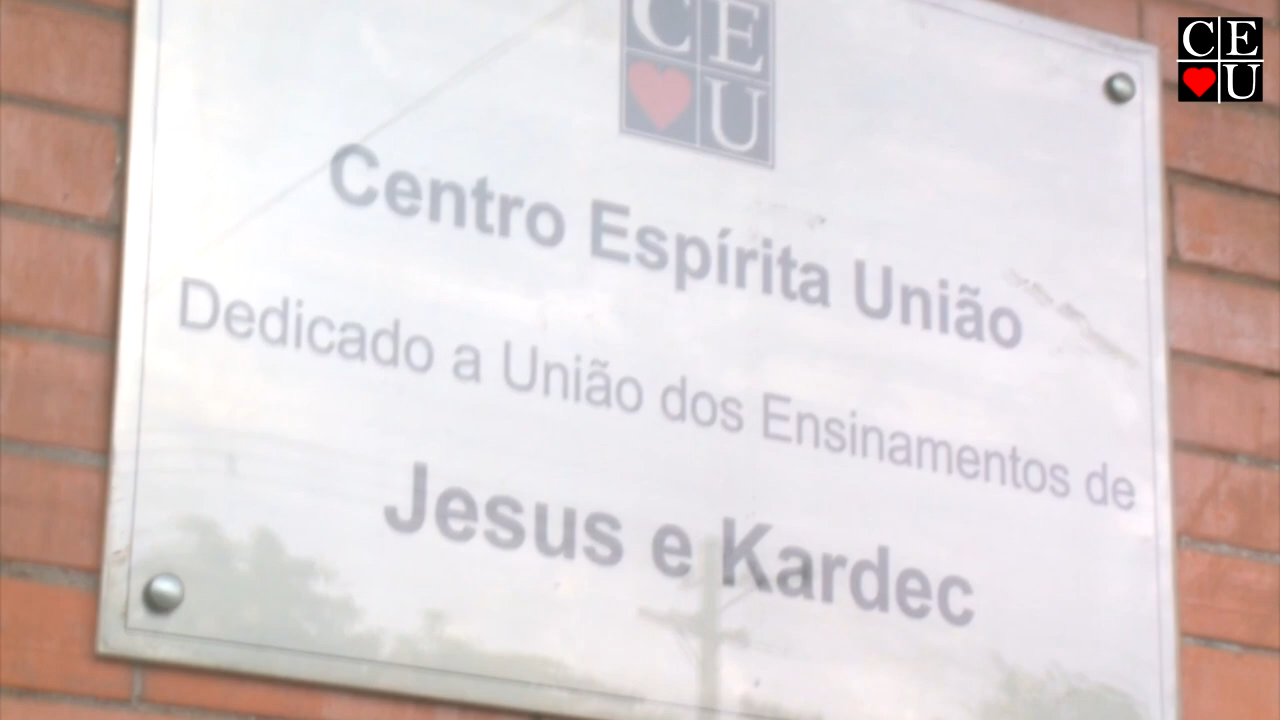 CE
U
Centro Espírita União
Dedicado a União dos Ensinamentos de
Jesus e Kardec
CE
U